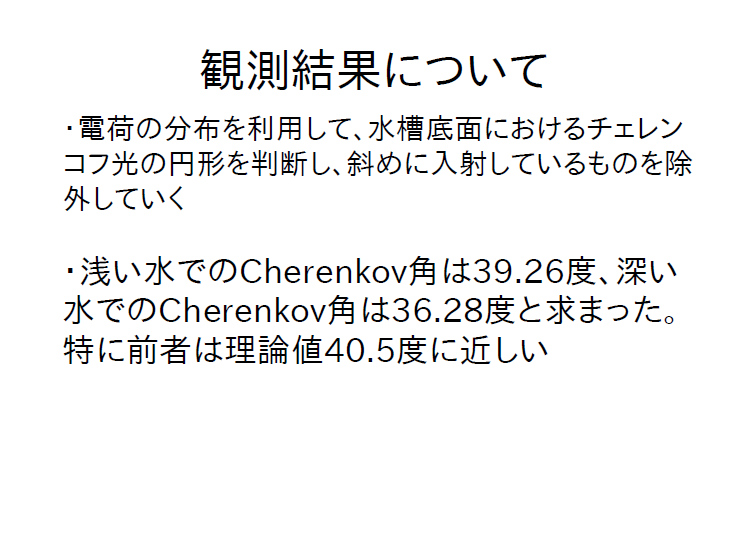 観測結果について
・電荷の分布を利用して、水槽底面におけるチェレン
コフ光の円形を判断し、斜めに入射しているものを除
外していく
・浅い水でのCherenkov角は39.26度、深い
水でのCherenkov角は36.28度と求まった。
特に前者は理論値40.5度に近しい